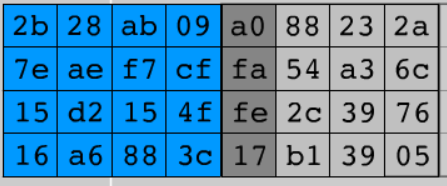 2b 28 ab 09 a0 88 23 2a
7e ae f7 cf fa 54 a3 6c
15 d2 15 4f fe 2c 39 76
16 a6 88 3c 17 b1 39 05